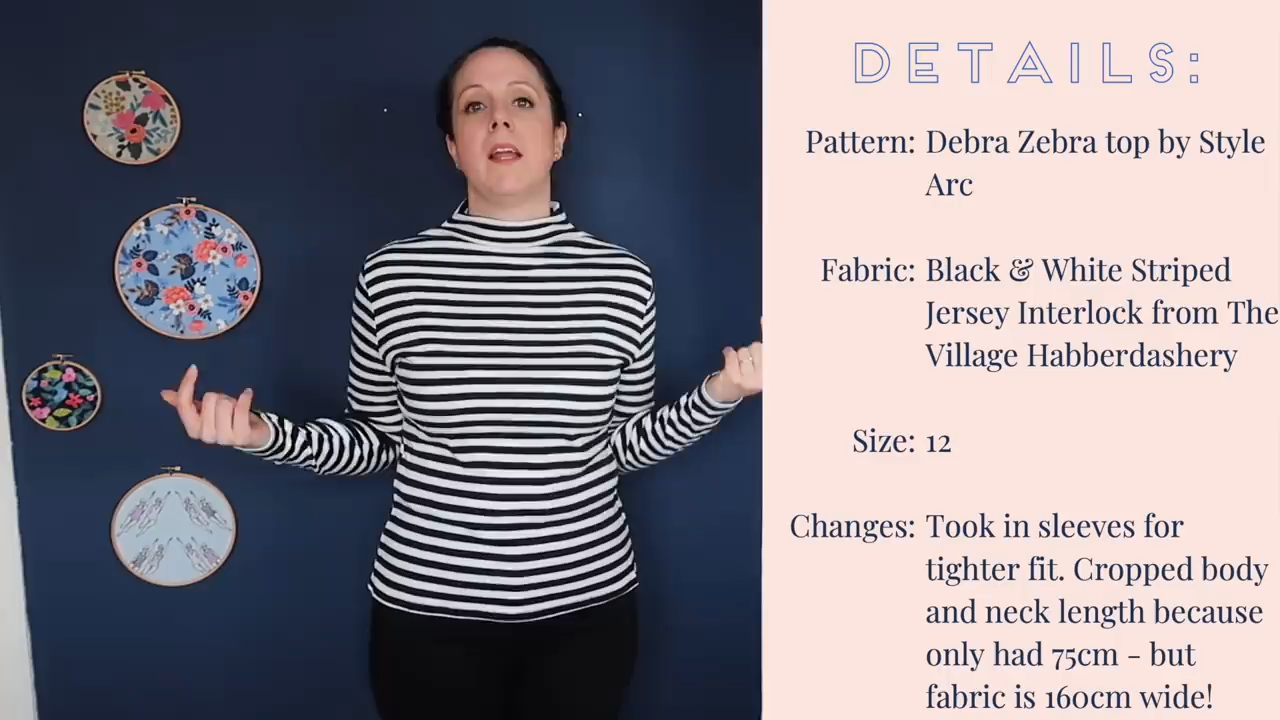 DETAILS:
Pattern: Debra Zebra top by Style
Arc
Fabric: Black & White Striped
Jersey Interlock from The
Village Habberdashery
Size: 12
Changes: Took in sleeves for
tighter fit. Cropped body
and neck length because
only had 75cm - but
fabric is 160cm wide!